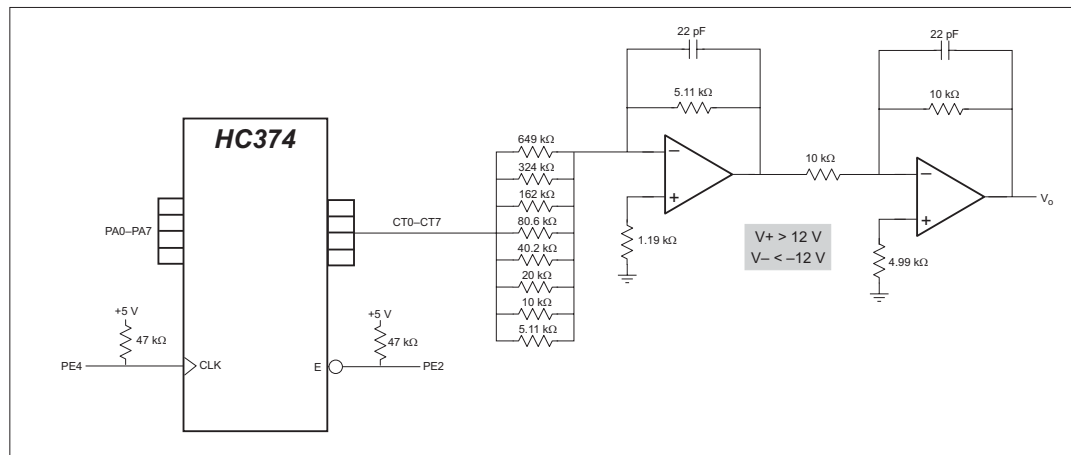 HC374
PA0–PA7
+5 V
47 kΩ
PE4
CLK
E
+5 V
47 kΩ
PE2
CT0–CT7
649 kΩ
324 kΩ
162 kΩ
80.6 kΩ
40.2 kΩ
20 kΩ
10 kΩ
5.11 kΩ
22 pF
5.11 kΩ
–
+
1.19 kΩ
10 kΩ
V+ > 12 V
V– < –12 V
22 pF
10 kΩ
–
+
4.99 kΩ
Vo